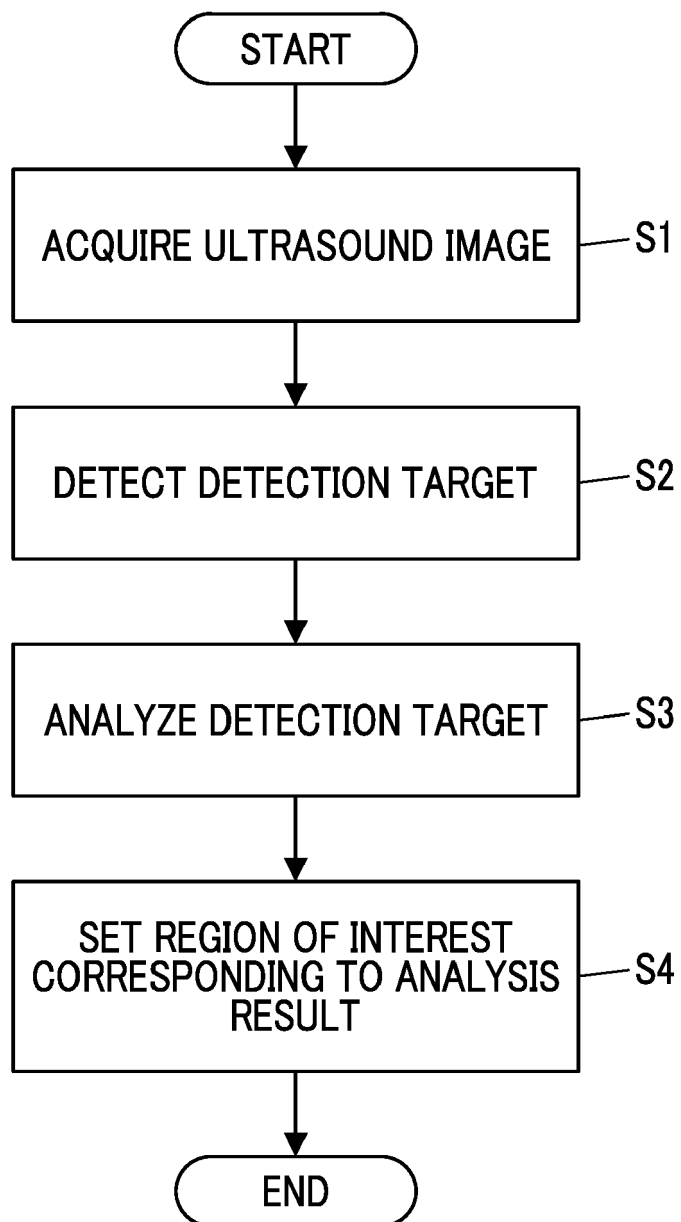 START
ACQUIRE ULTRASOUND IMAGE
S1
DETECT DETECTION TARGET
S2
ANALYZE DETECTION TARGET
S3
SET REGION OF INTEREST
CORRESPONDING TO ANALYSIS
RESULT
S4
END